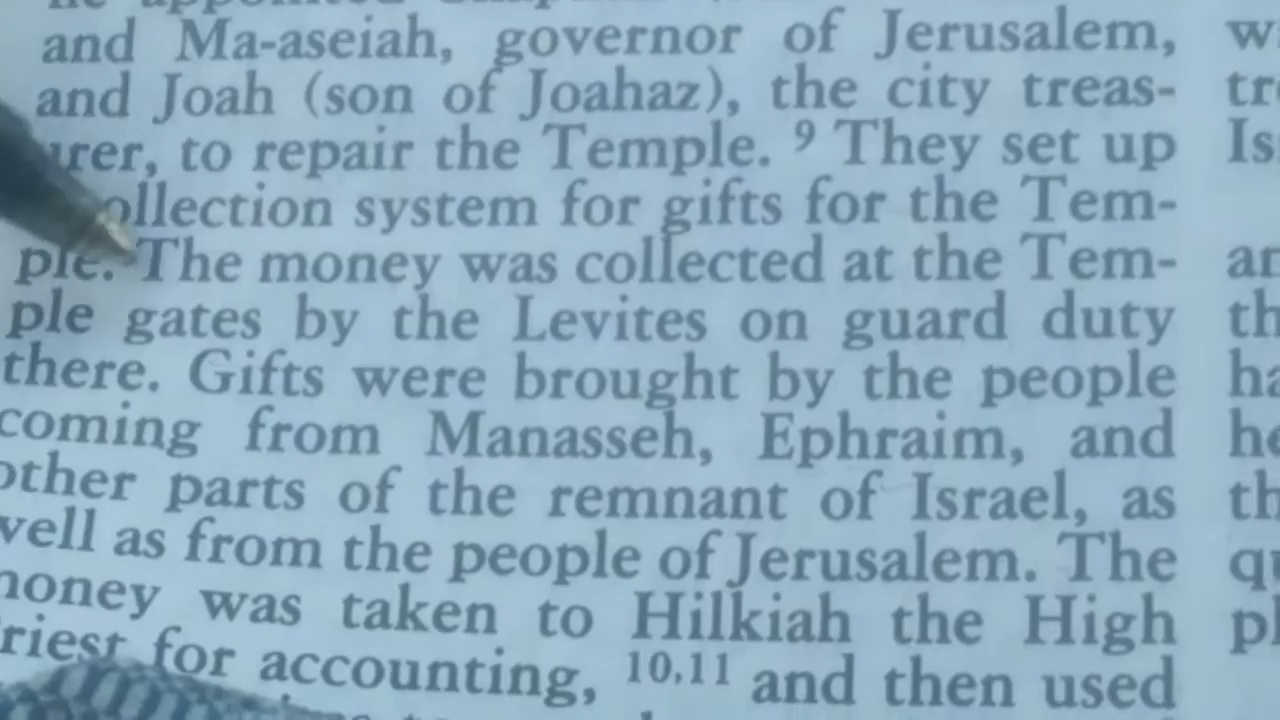 and Ma-aseiah, governor of Jerusalem,
and Joah (son of Joahaz), the city treas-
urer, to repair the Temple. 9 They set up
collection system for gifts for the Tem-
ple. The money was collected at the Tem-
ple gates by the Levites on guard duty
there. Gifts were brought by the people
coming from Manasseh, Ephraim, and
other parts of the remnant of Israel, as
well as from the people of Jerusalem. The
money was taken to Hilkiah the High
Priest for accounting, 10,11 and then used